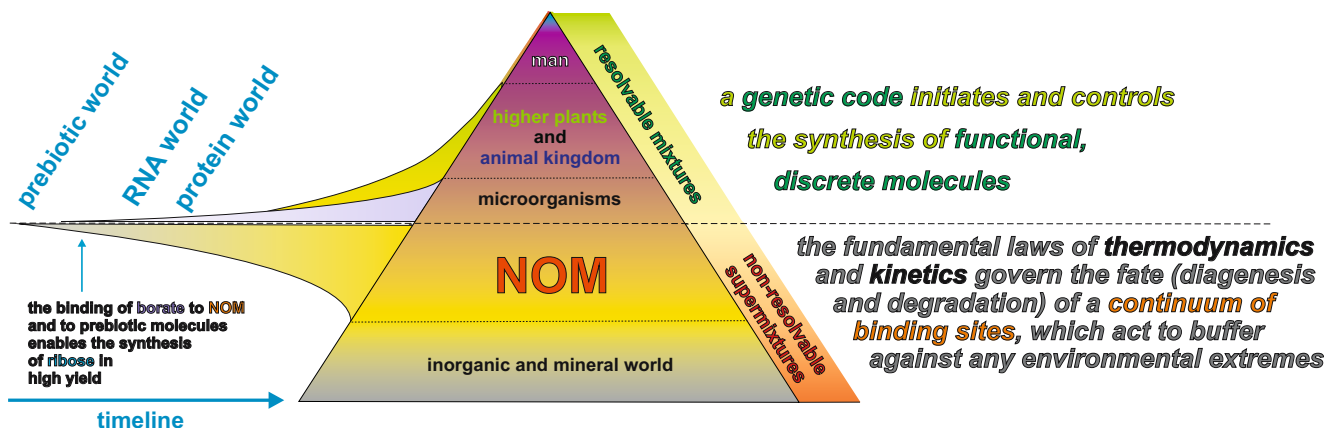 prebiotic world
RNA world
protein world
man
higher plants
and
animal kingdom
microorganisms
NOM
inorganic and mineral world
resolvable mixtures
non-resolvable
supermixtures
a genetic code initiates and controls
the synthesis of functional,
discrete molecules
the fundamental laws of thermodynamics
and kinetics govern the fate (diagenesis
and degradation) of a continuum of
binding sites, which act to buffer
against any environmental extremes
the binding of borate to NOM
and to prebiotic molecules
enables the synthesis
of ribose in
high yield
timeline